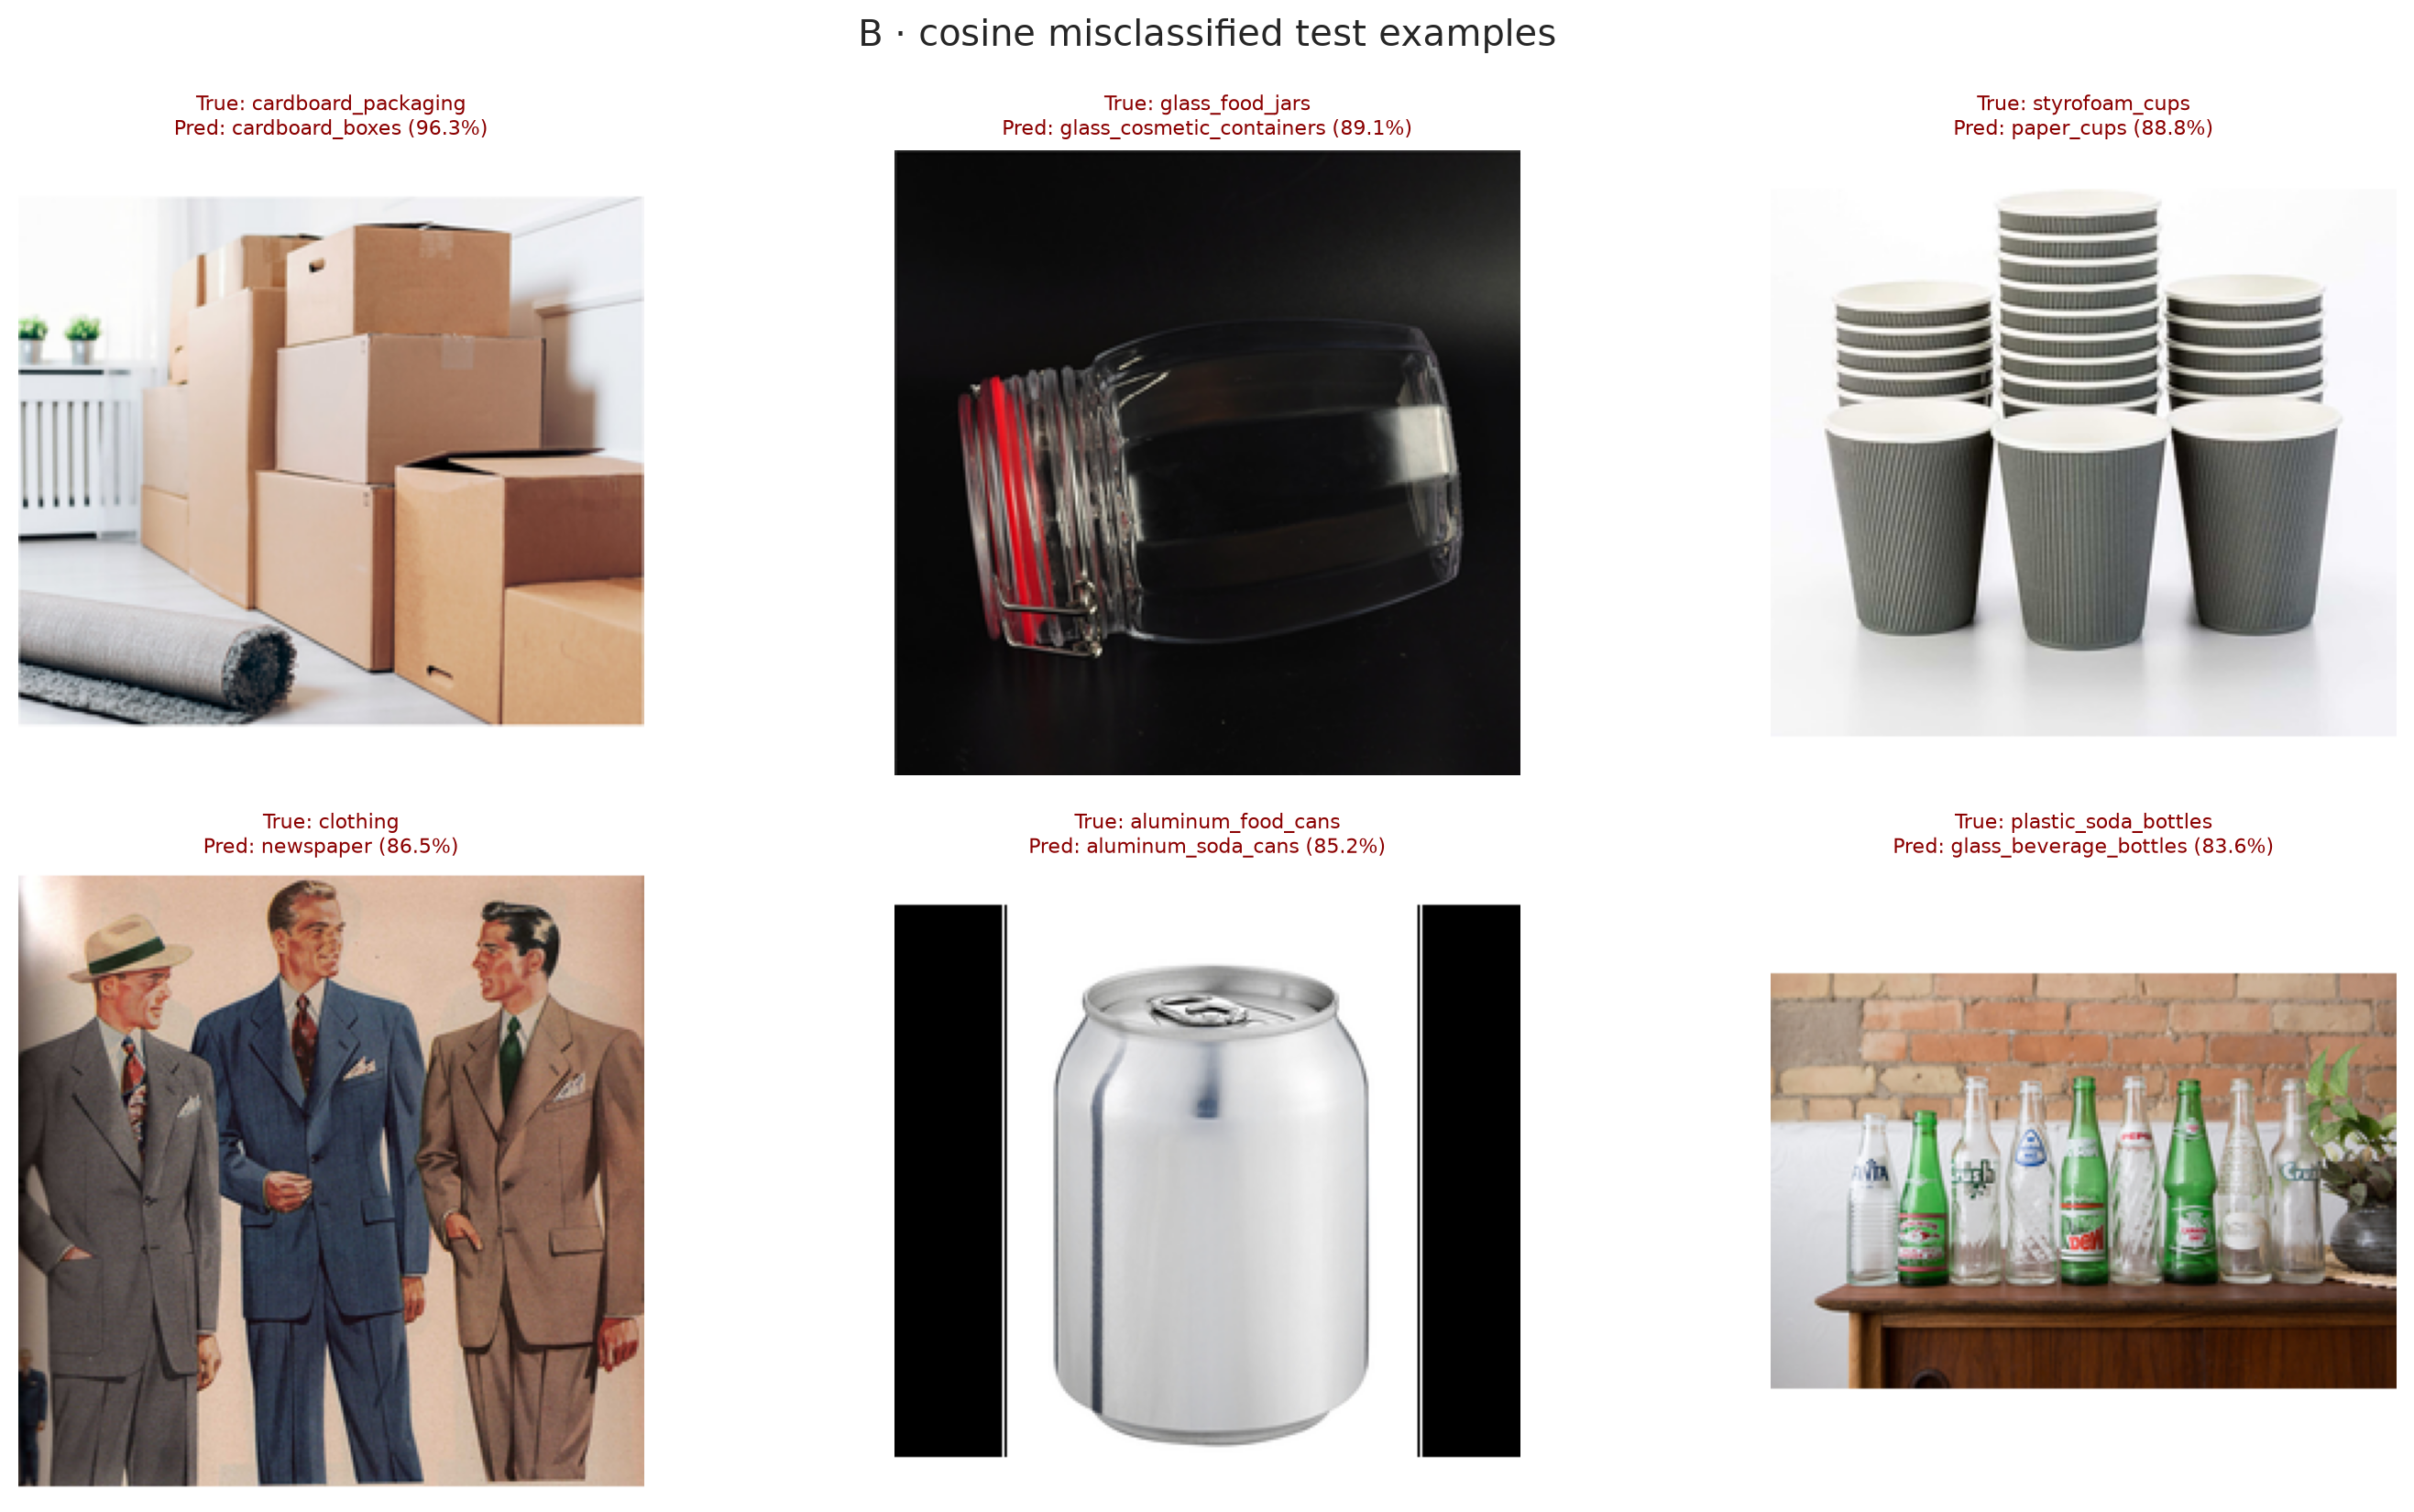 B · cosine misclassified test examples
True: cardboard_packaging
Pred: cardboard_boxes (96.3%)
True: glass_food_jars
Pred: glass_cosmetic_containers (89.1%)
True: styrofoam_cups
Pred: paper_cups (88.8%)
True: clothing
Pred: newspaper (86.5%)
True: aluminum_food_cans
Pred: aluminum_soda_cans (85.2%)
True: plastic_soda_bottles
Pred: glass_beverage_bottles (83.6%)